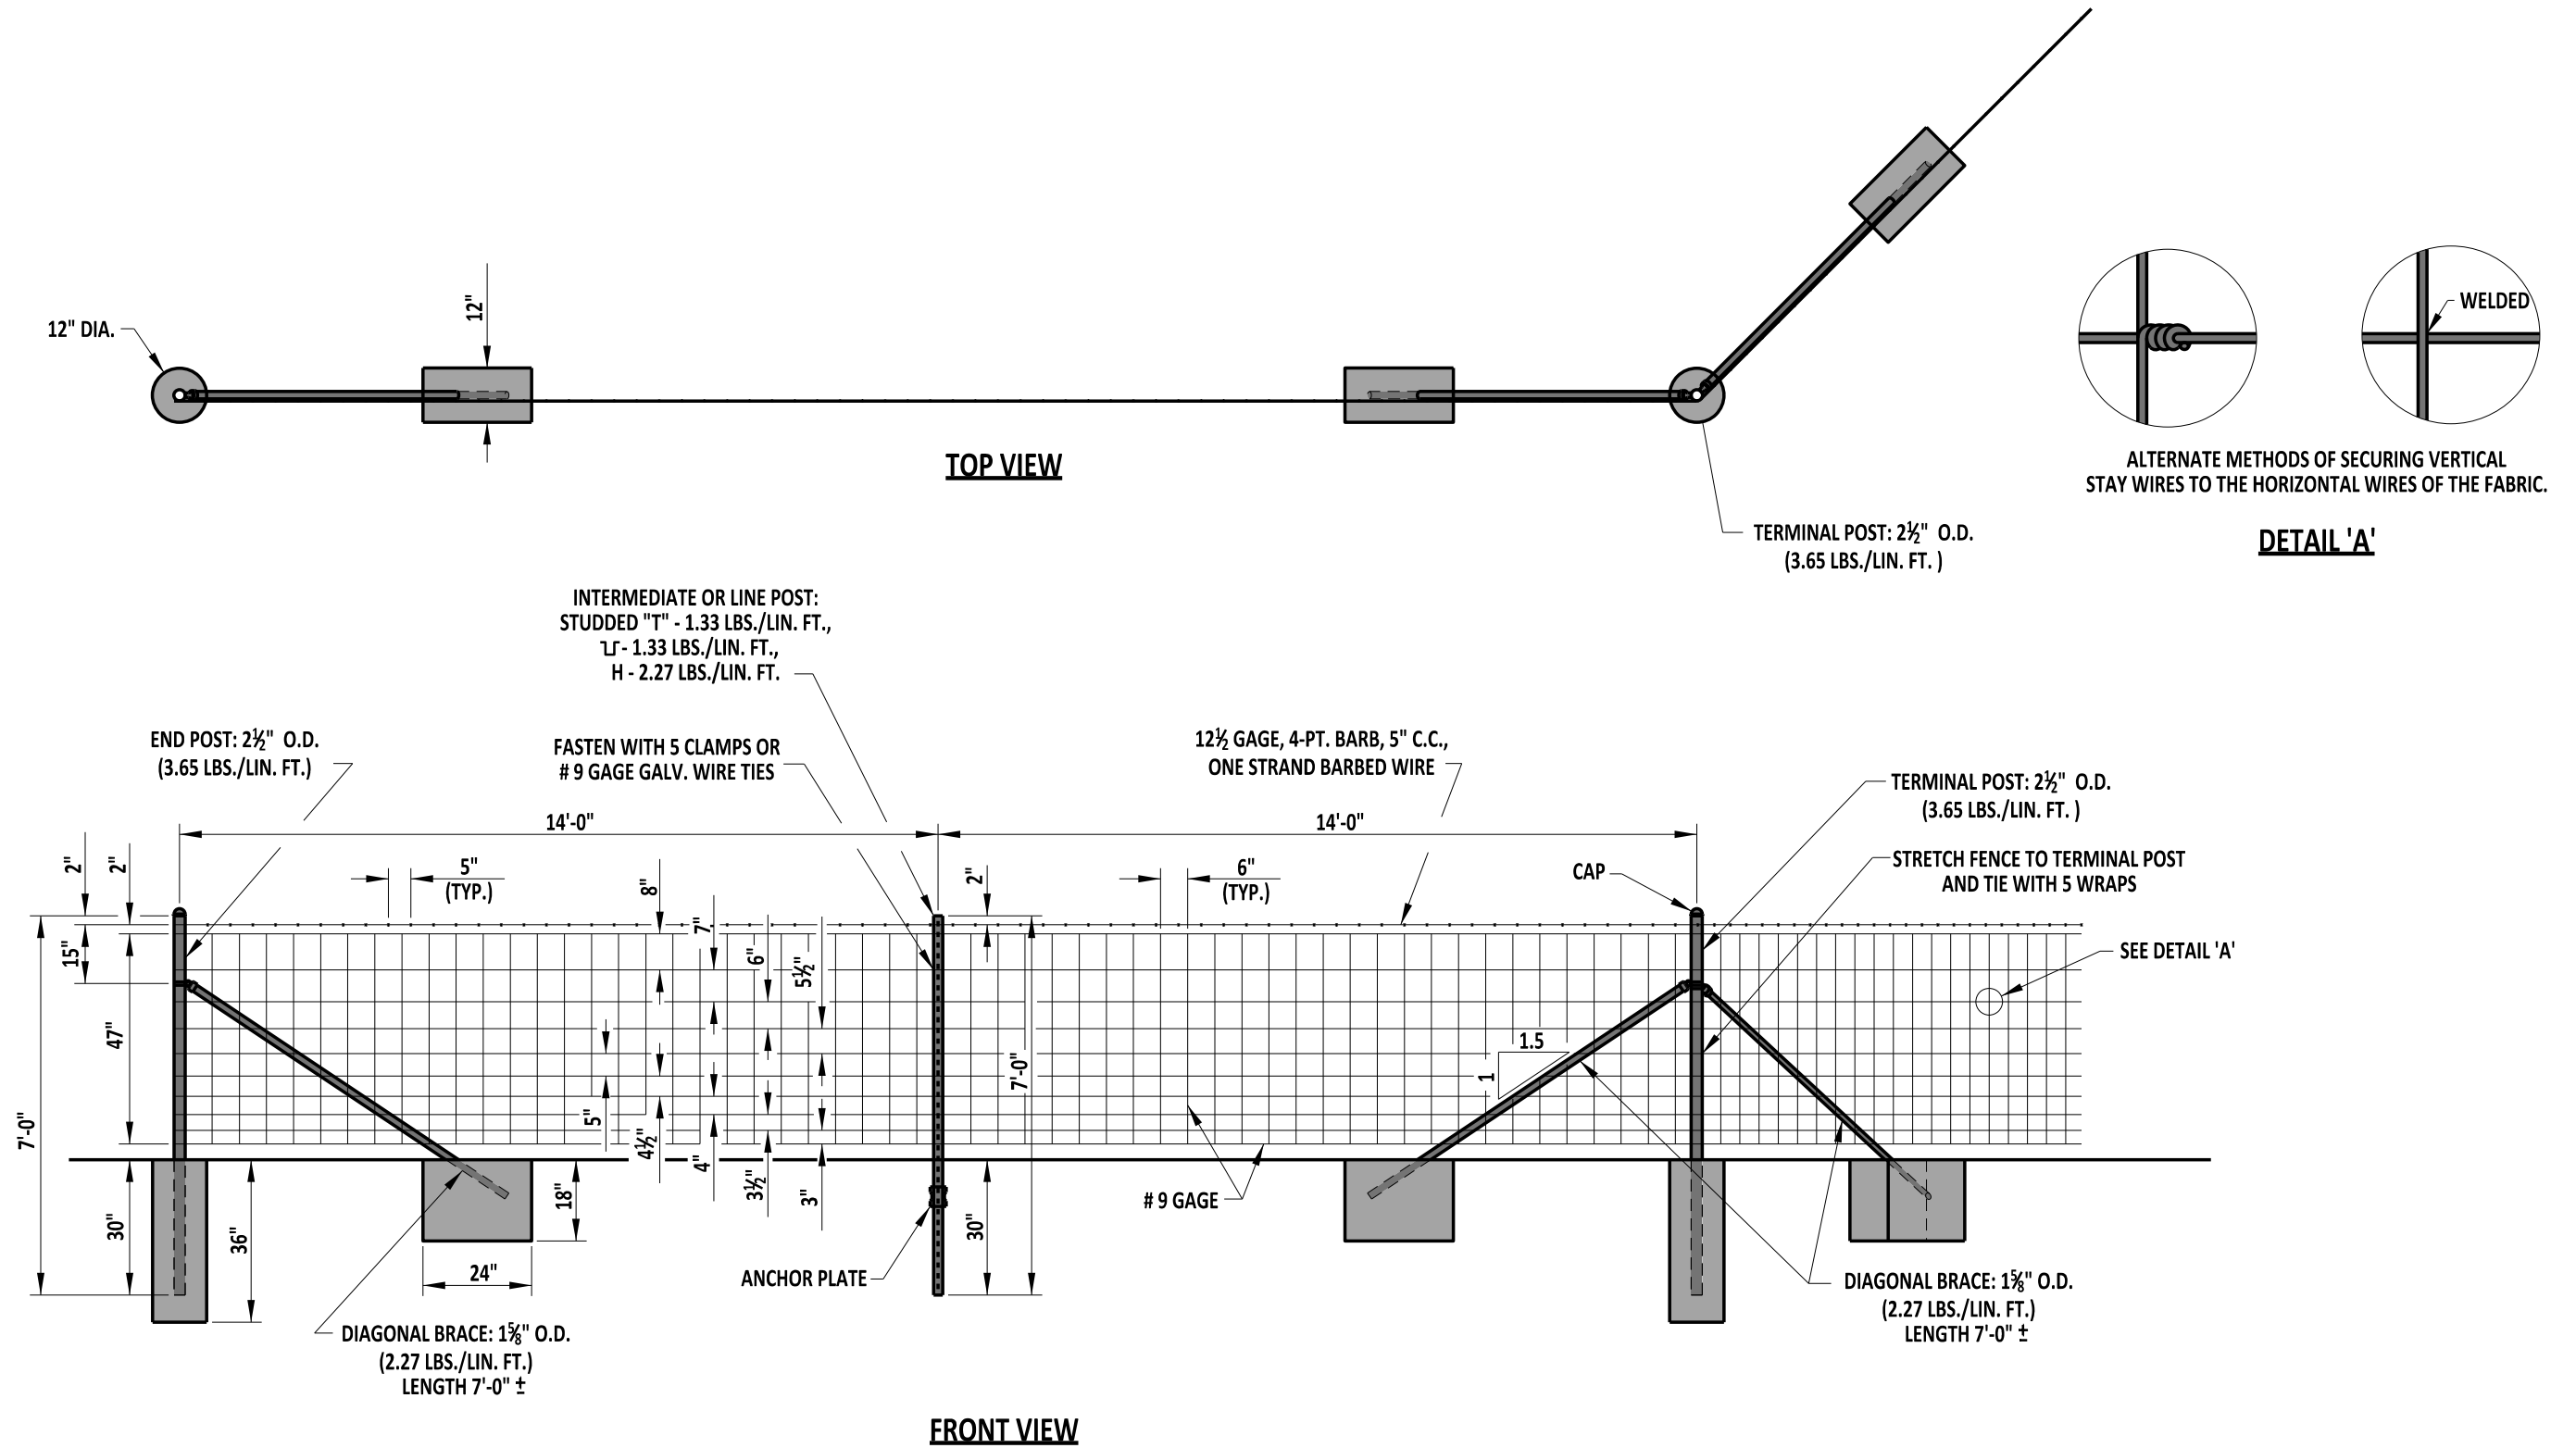 12" DIA.
12"
TOP VIEW
TERMINAL POST: 2½" O.D.
(3.65 LBS./LIN. FT. )
WELDED
ALTERNATE METHODS OF SECURING VERTICAL
STAY WIRES TO THE HORIZONTAL WIRES OF THE FABRIC.
DETAIL 'A'
INTERMEDIATE OR LINE POST:
STUDDED "T" - 1.33 LBS./LIN. FT.,
- 1.33 LBS./LIN. FT.,
H - 2.27 LBS./LIN. FT.
END POST: 2½" O.D.
(3.65 LBS./LIN. FT.)
FASTEN WITH 5 CLAMPS OR
# 9 GAGE GALV. WIRE TIES
12½ GAGE, 4-PT. BARB, 5" C.C.,
ONE STRAND BARBED WIRE
TERMINAL POST: 2½" O.D.
(3.65 LBS./LIN. FT. )
STRETCH FENCE TO TERMINAL POST
AND TIE WITH 5 WRAPS
CAP
SEE DETAIL 'A'
14'-0"
14'-0"
2"
2"
5"
(TYP.)
8"
7"
6"
5½"
2"
6"
(TYP.)
15"
47"
7'-0"
30"
36"
18"
24"
5"
4½"
4"
3½"
3"
7'-0"
30"
1.5
1
# 9 GAGE
ANCHOR PLATE
DIAGONAL BRACE: 1⅝" O.D.
(2.27 LBS./LIN. FT.)
LENGTH 7'-0" ±
DIAGONAL BRACE: 1⅝" O.D.
(2.27 LBS./LIN. FT.)
LENGTH 7'-0" ±
FRONT VIEW